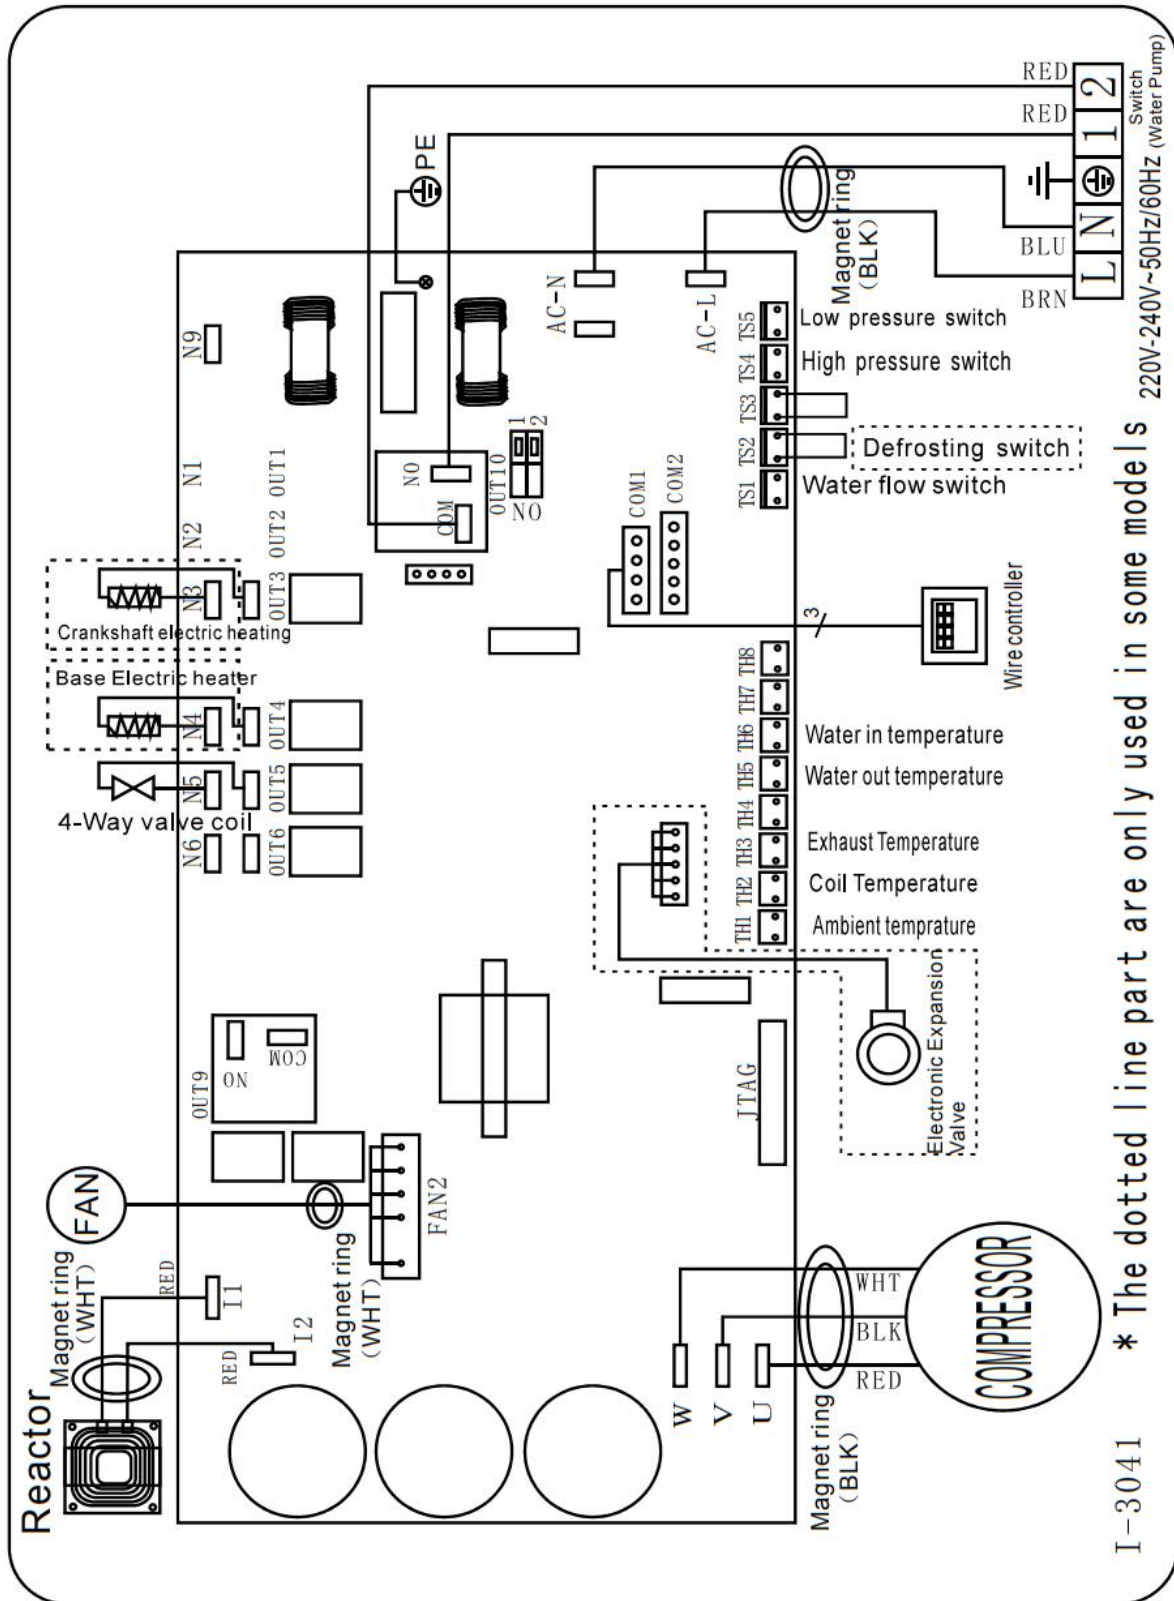 RED
2
RED
1
Switch
(Water Pump)
BLU
N
BRN
L
220V-240V~50Hz/60Hz
PE
Magnet ring
(BLK)
N9
N1
N2
N3
N4
N5
N6
OUT1
OUT2
OUT3
OUT4
OUT5
OUT6
Crankshaft electric heating
Base Electric heater
4-Way valve coil
NO
COM
OUT10
1
2
NO
AC-N
AC-L
TS5
Low pressure switch
TS4
High pressure switch
TS3
TS2
Defrosting switch
TS1
Water flow switch
COM1
COM2
3
Wire controller
TH8
TH7
TH6
Water in temperature
TH5
Water out temperature
TH4
TH3
Exhaust Temperature
TH2
Coil Temperature
TH1
Ambient temprature
Electronic Expansion
Valve
JTAG
OUT9
NO
COM
FAN
FAN2
Magnet ring
(WHT)
RED
I1
RED
I2
Magnet ring
(WHT)
Reactor
W
V
U
WHT
BLK
RED
Magnet ring
(BLK)
COMPRESSOR
I-3041
* The dotted line part are only used in some models